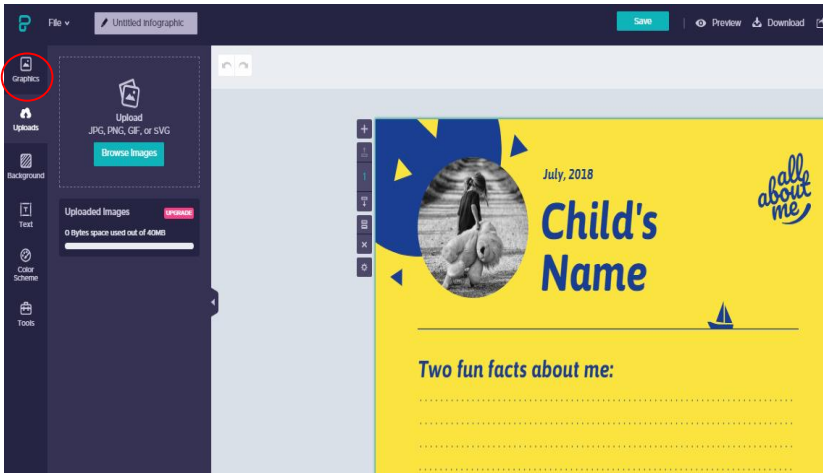 File
Untitled Infographic
Save
Preview
Download
Graphics
Uploads
Background
Text
Color
Scheme
Tools
Upload
JPG, PNG, GIF, or SVG
Browse Images
Uploaded Images
UPGRADE
0 Bytes space used out of 40MB
1
July, 2018
Child's
Name
all
about
me
Two fun facts about me: